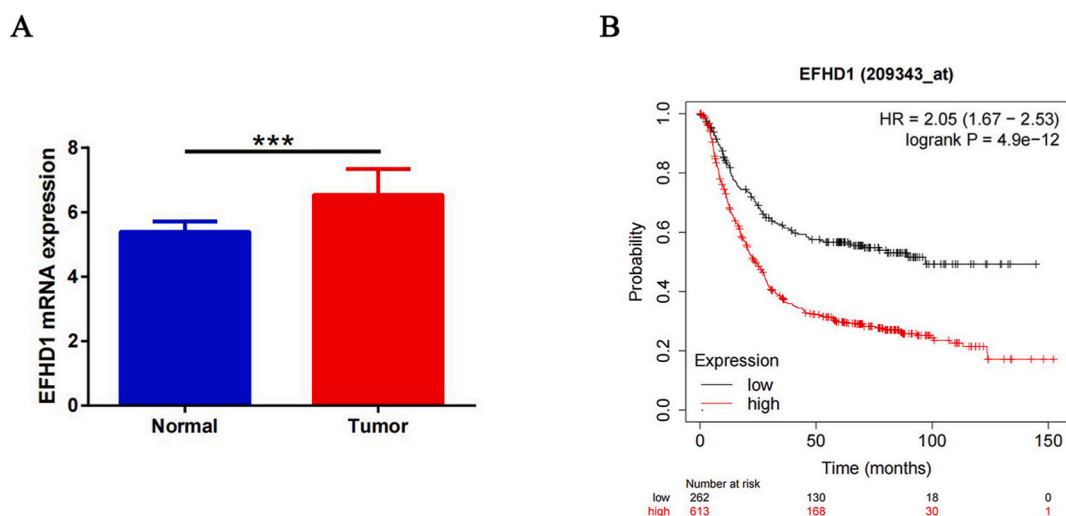 A
B
EFHD1 (209343_at)
HR = 2.05 (1.67 − 2.53)
logrank P = 4.9e−12
***
EFHD1 mRNA expression
8
6
4
2
0
Normal
Tumor
Probability
1.0
0.8
0.6
0.4
0.2
0.0
Expression
low
high
0
50
100
150
Time (months)
Number at risk
low 262 130 18 0
high 613 168 30 1